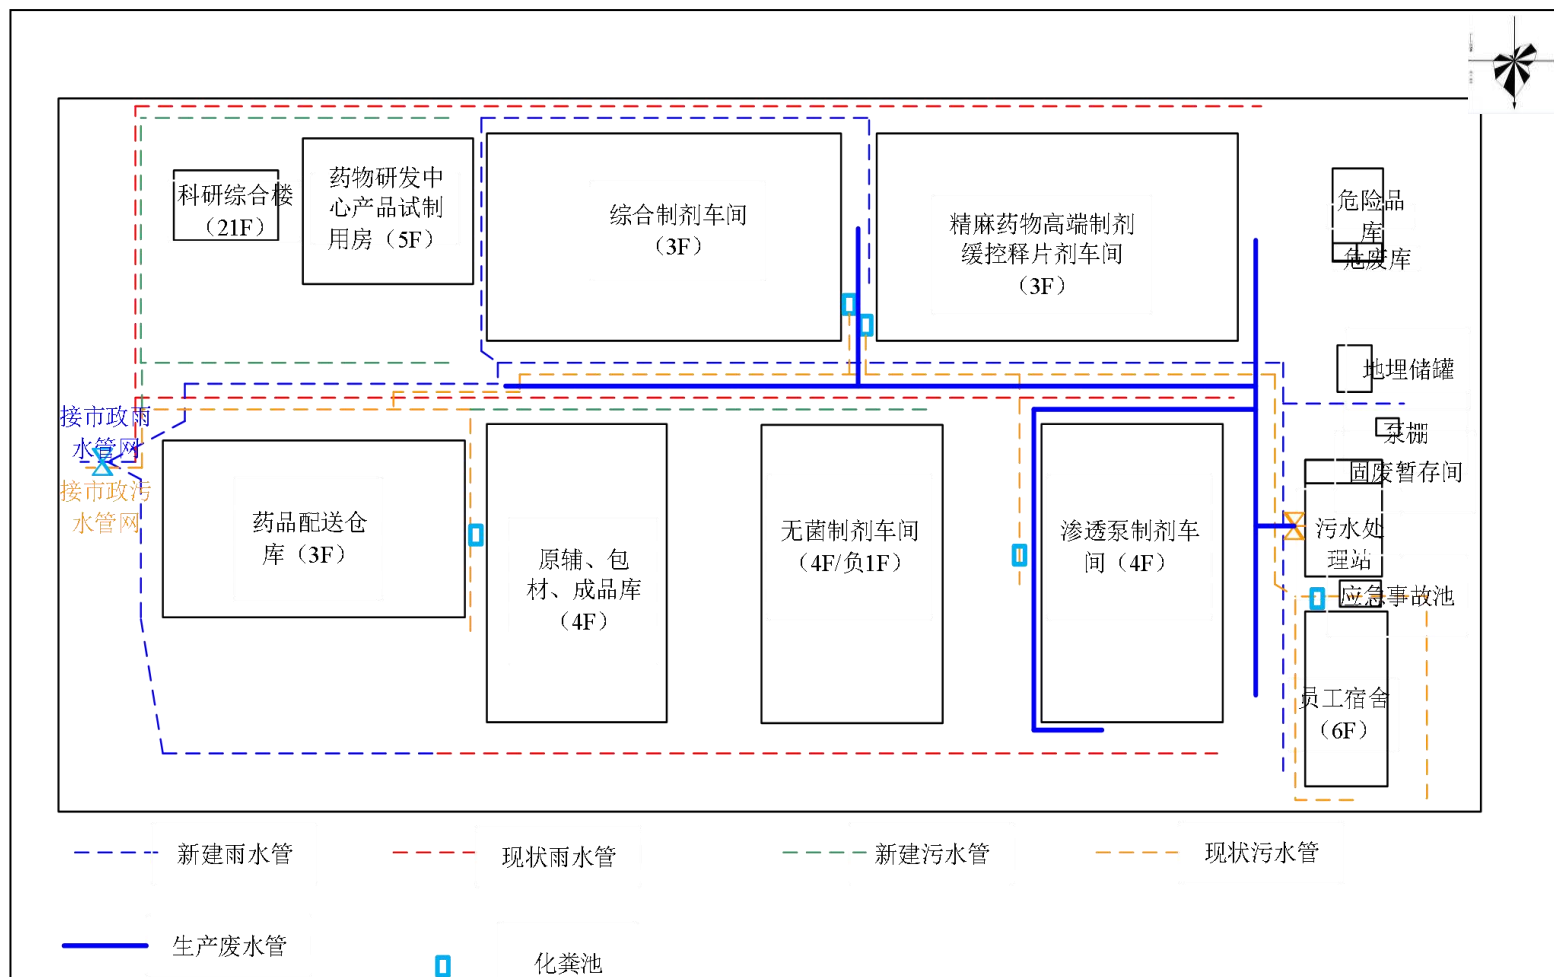 科研综合楼
（21F）
药物研发中
心产品试制
用房（5F）
综合制剂车间
（3F）
精麻药物高端制剂
缓控释片剂车间
（3F）
危险品
库
危废库
地埋储罐
泵棚
固废暂存间
污水处
理站
应急事故池
员工宿舍
（6F）
接市政雨
水管网
接市政污
水管网
药品配送仓
库（3F）
原辅、包
材、成品库
（4F）
无菌制剂车间
（4F/负1F）
渗透泵制剂车
间（4F）
新建雨水管
现状雨水管
新建污水管
现状污水管
生产废水管
化粪池